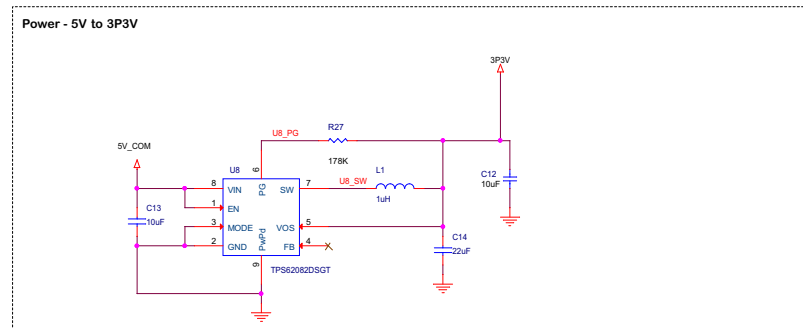 Power - 5V to 3P3V
3P3V
U8_PG
R27
178K
5V_COM
U8
6
L1
C12
10uF
8
VIN
PG
SW
7
U8_SW
1uH
1
EN
C13
10uF
3
MODE
VOS
5
2
GND
PwPd
FB
4
C14
22uF
9
TPS62082DSGT